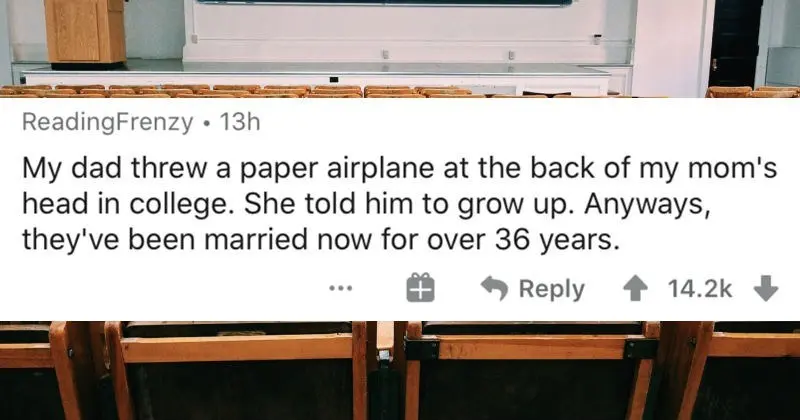 ReadingFrenzy • 13h
My dad threw a paper airplane at the back of my mom's
head in college. She told him to grow up. Anyways,
they've been married now for over 36 years.
Reply 14.2k